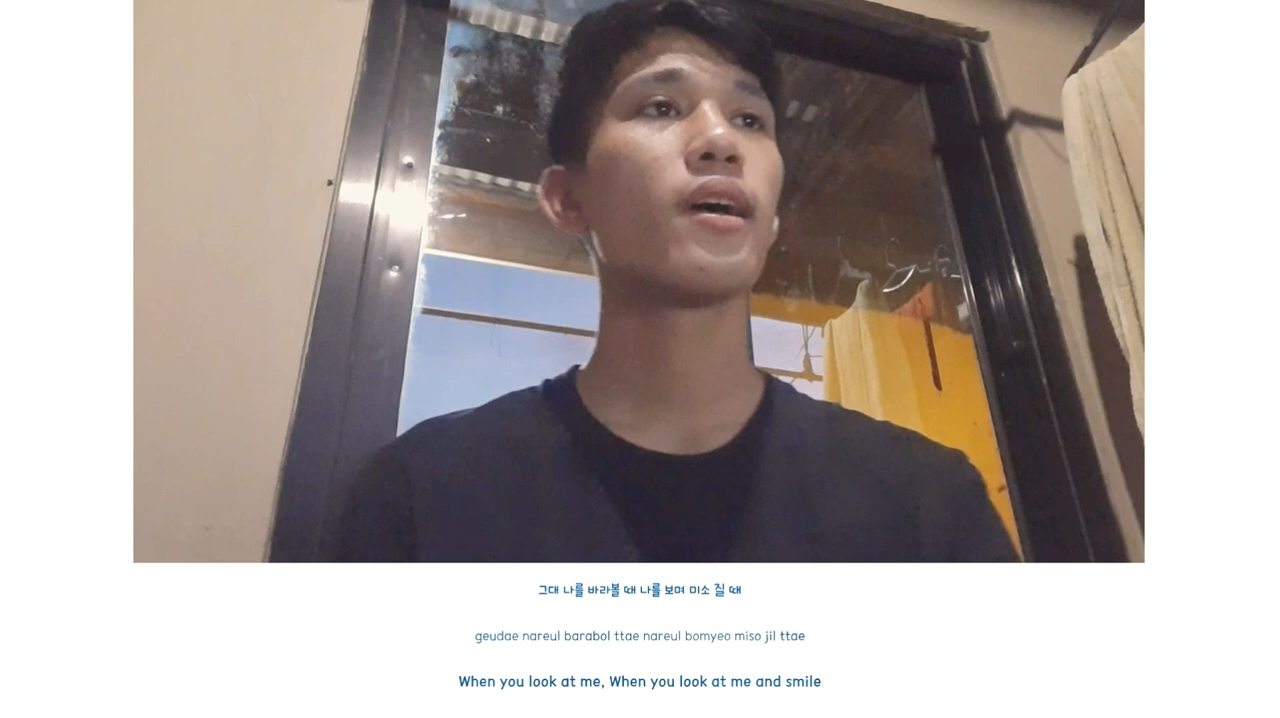 그대 나를 바라볼 때 나를 보며 미소 질 때
geudae nareul barabol ttae nareul bomyeo miso jil ttae
When you look at me, When you look at me and smile